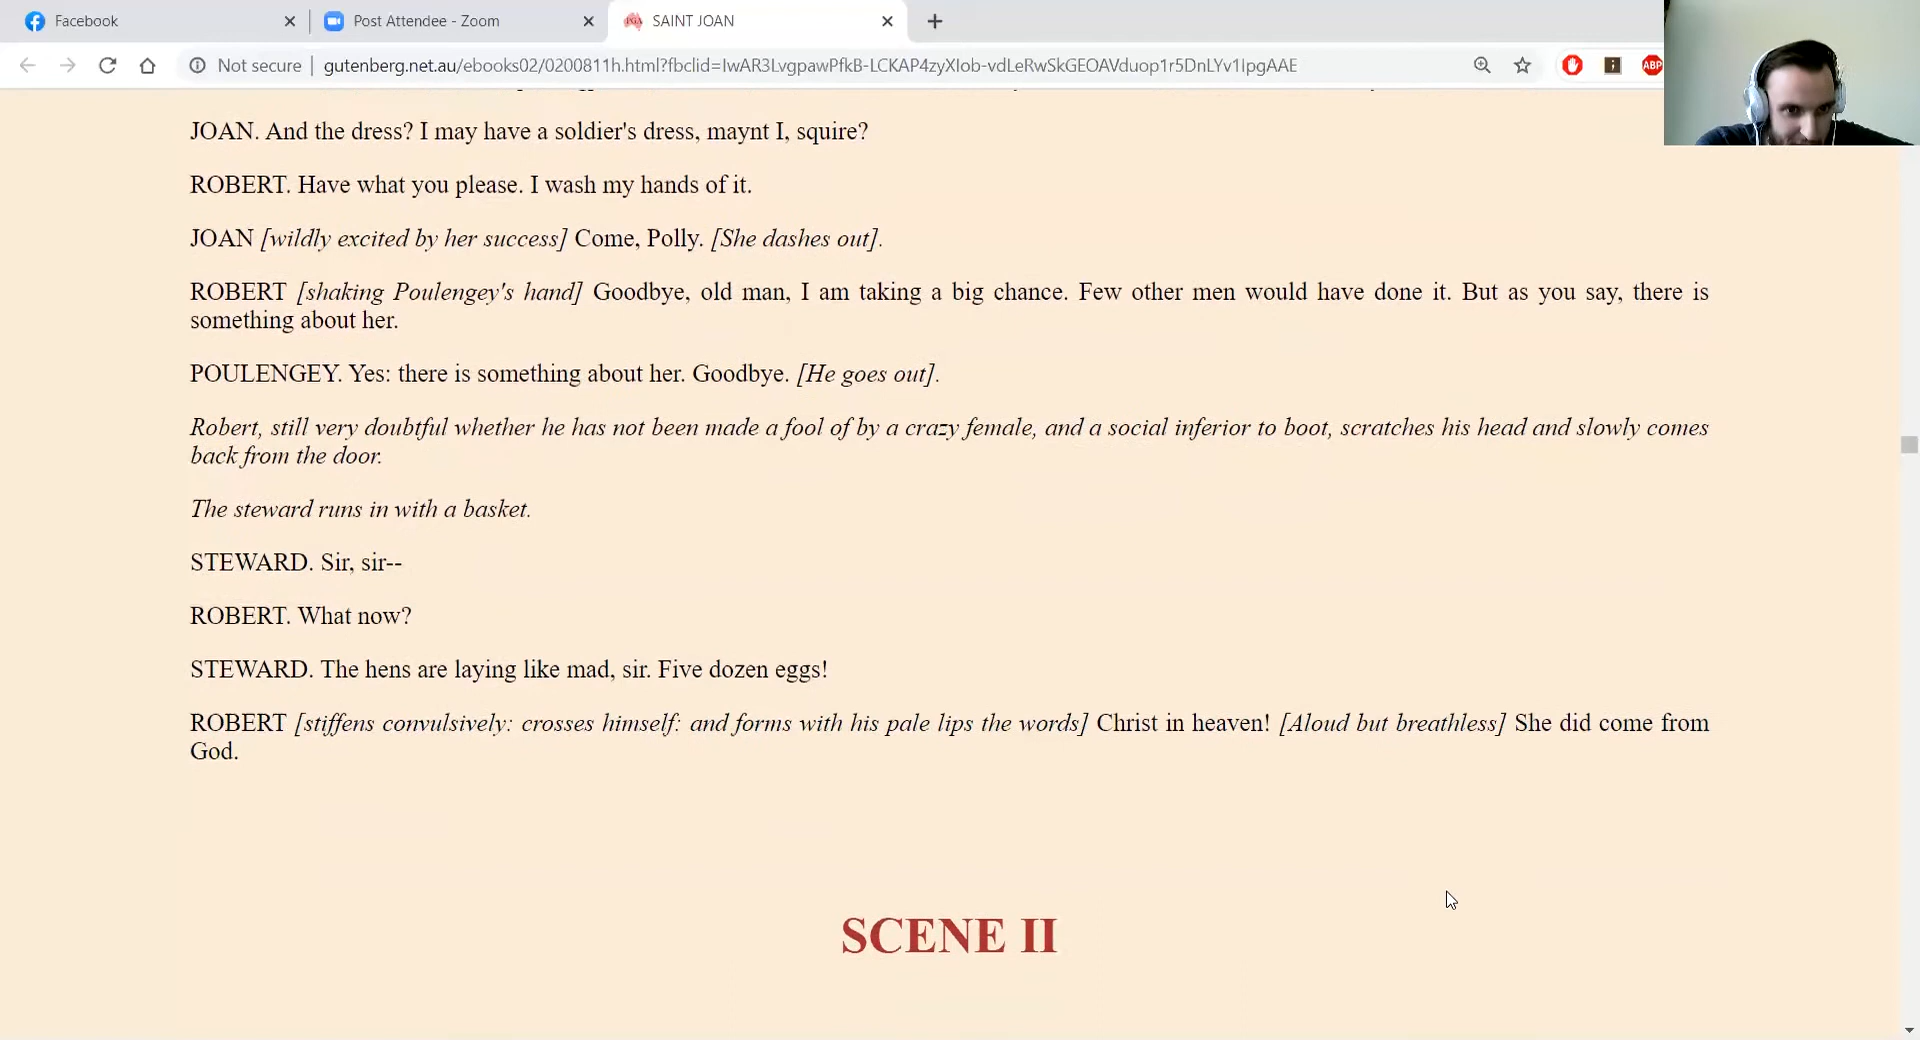 Facebook
Post Attendee - Zoom
SAINT JOAN
Not secure | gutenberg.net.au/ebooks02/0200811h.html?fbclid=IwAR3LvgpawPfkB-LCKAP4zyXIob-vdLeRwSkGEOAVduop1r5DnLYv1IpgAAE
ABP
JOAN. And the dress? I may have a soldier's dress, maynt I, squire?
ROBERT. Have what you please. I wash my hands of it.
JOAN [wildly excited by her success] Come, Polly. [She dashes out].
ROBERT [shaking Poulengey's hand] Goodbye, old man, I am taking a big chance. Few other men would have done it. But as you say, there is
something about her.
POULENGEY. Yes: there is something about her. Goodbye. [He goes out].
Robert, still very doubtful whether he has not been made a fool of by a crazy female, and a social inferior to boot, scratches his head and slowly comes
back from the door.
The steward runs in with a basket.
STEWARD. Sir, sir--
ROBERT. What now?
STEWARD. The hens are laying like mad, sir. Five dozen eggs!
ROBERT [stiffens convulsively: crosses himself: and forms with his pale lips the words] Christ in heaven! [Aloud but breathless] She did come from
God.
SCENE II